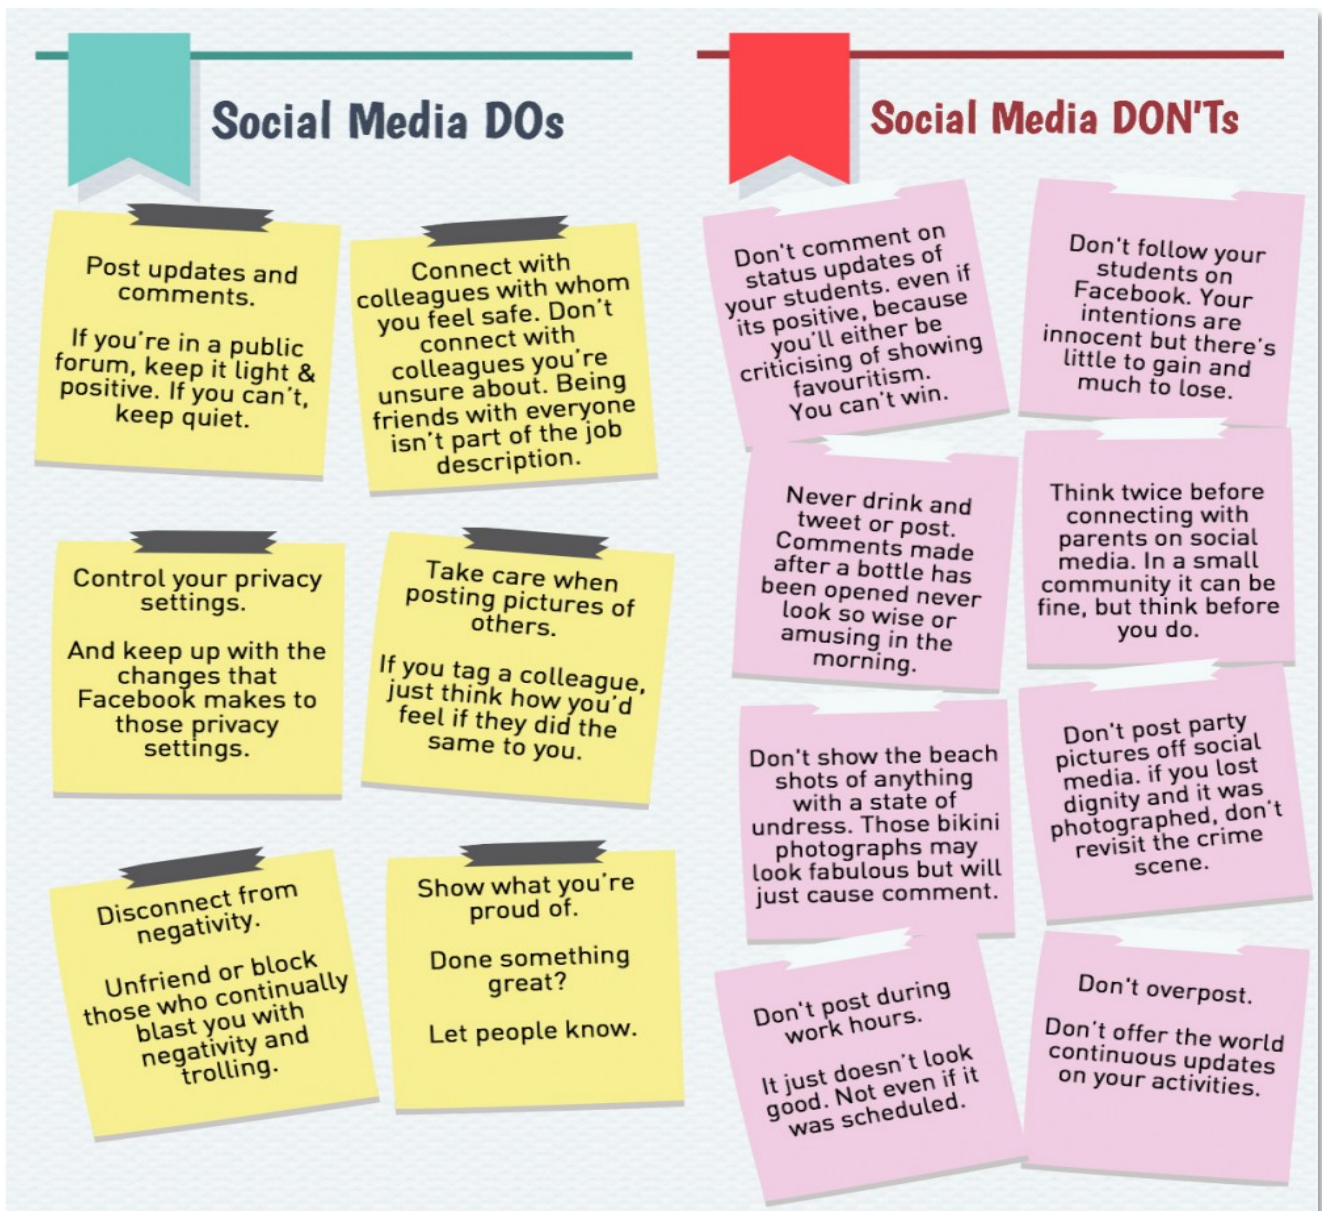 Social Media DOs
Post updates and
comments.
If you're in a public
forum, keep it light &
positive. If you can't,
keep quiet.
Connect with
colleagues with whom
you feel safe. Don't
connect with
colleagues you're
unsure about. Being
friends with everyone
isn't part of the job
description.
Control your privacy
settings.
And keep up with the
changes that
Facebook makes to
those privacy
settings.
Take care when
posting pictures of
others.
If you tag a colleague,
just think how you'd
feel if they did the
same to you.
Disconnect from
negativity.
Unfriend or block
those who continually
blast you with
negativity and
trolling.
Show what you're
proud of.
Done something
great?
Let people know.
Social Media DON'Ts
Don't comment on
status updates of
your students. even if
its positive, because
you'll either be
criticising of showing
favouritism.
You can't win.
Don't follow your
students on
Facebook. Your
intentions are
innocent but there's
little to gain and
much to lose.
Never drink and
tweet or post.
Comments made
after a bottle has
been opened never
look so wise or
amusing in the
morning.
Think twice before
connecting with
parents on social
media. In a small
community it can be
fine, but think before
you do.
Don't show the beach
shots of anything
with a state of
undress. Those bikini
photographs may
look fabulous but will
just cause comment.
Don't post party
pictures off social
media. if you lost
dignity and it was
photographed, don't
revisit the crime
scene.
Don't post during
work hours.
It just doesn't look
good. Not even if it
was scheduled.
Don't overpost.
Don't offer the world
continuous updates
on your activities.